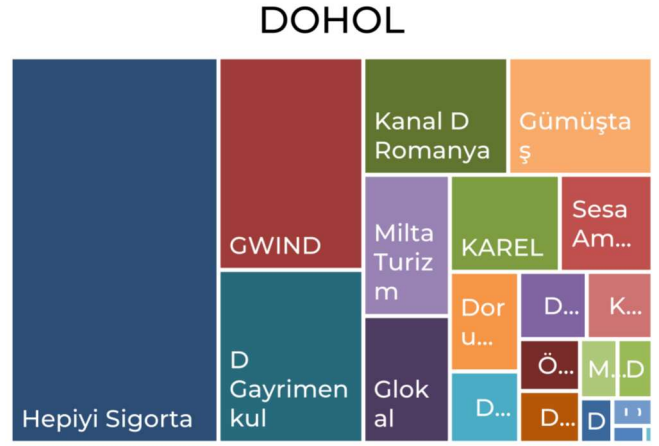 DOHOL
Hepiyi Sigorta
GWIND
D
Gayrimen
kul
Kanal D
Romanya
Gümüşta
ş
Milta
Turiz
m
KAREL
Sesa
Am...
Glok
al
Dor
u...
D...
K...
D...
Ö...
M...
D
D...
D